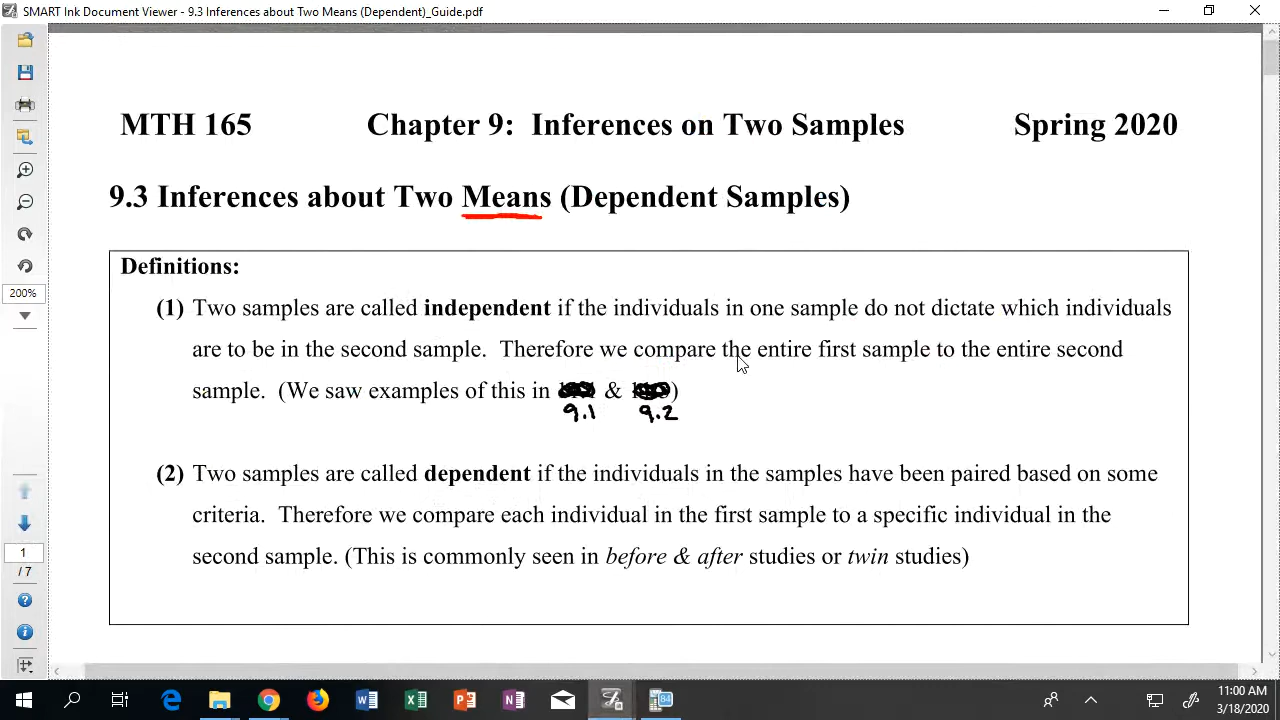 SMART Ink Document Viewer - 9.3 Inferences about Two Means (Dependent)_Guide.pdf
MTH 165 Chapter 9: Inferences on Two Samples Spring 2020
9.3 Inferences about Two Means (Dependent Samples)
Definitions:
(1) Two samples are called independent if the individuals in one sample do not dictate which individuals
are to be in the second sample. Therefore we compare the entire first sample to the entire second
sample. (We saw examples of this in & )
9.1 9.2
(2) Two samples are called dependent if the individuals in the samples have been paired based on some
criteria. Therefore we compare each individual in the first sample to a specific individual in the
second sample. (This is commonly seen in before & after studies or twin studies)
200%
1
/ 7
84
11:00 AM
3/18/2020